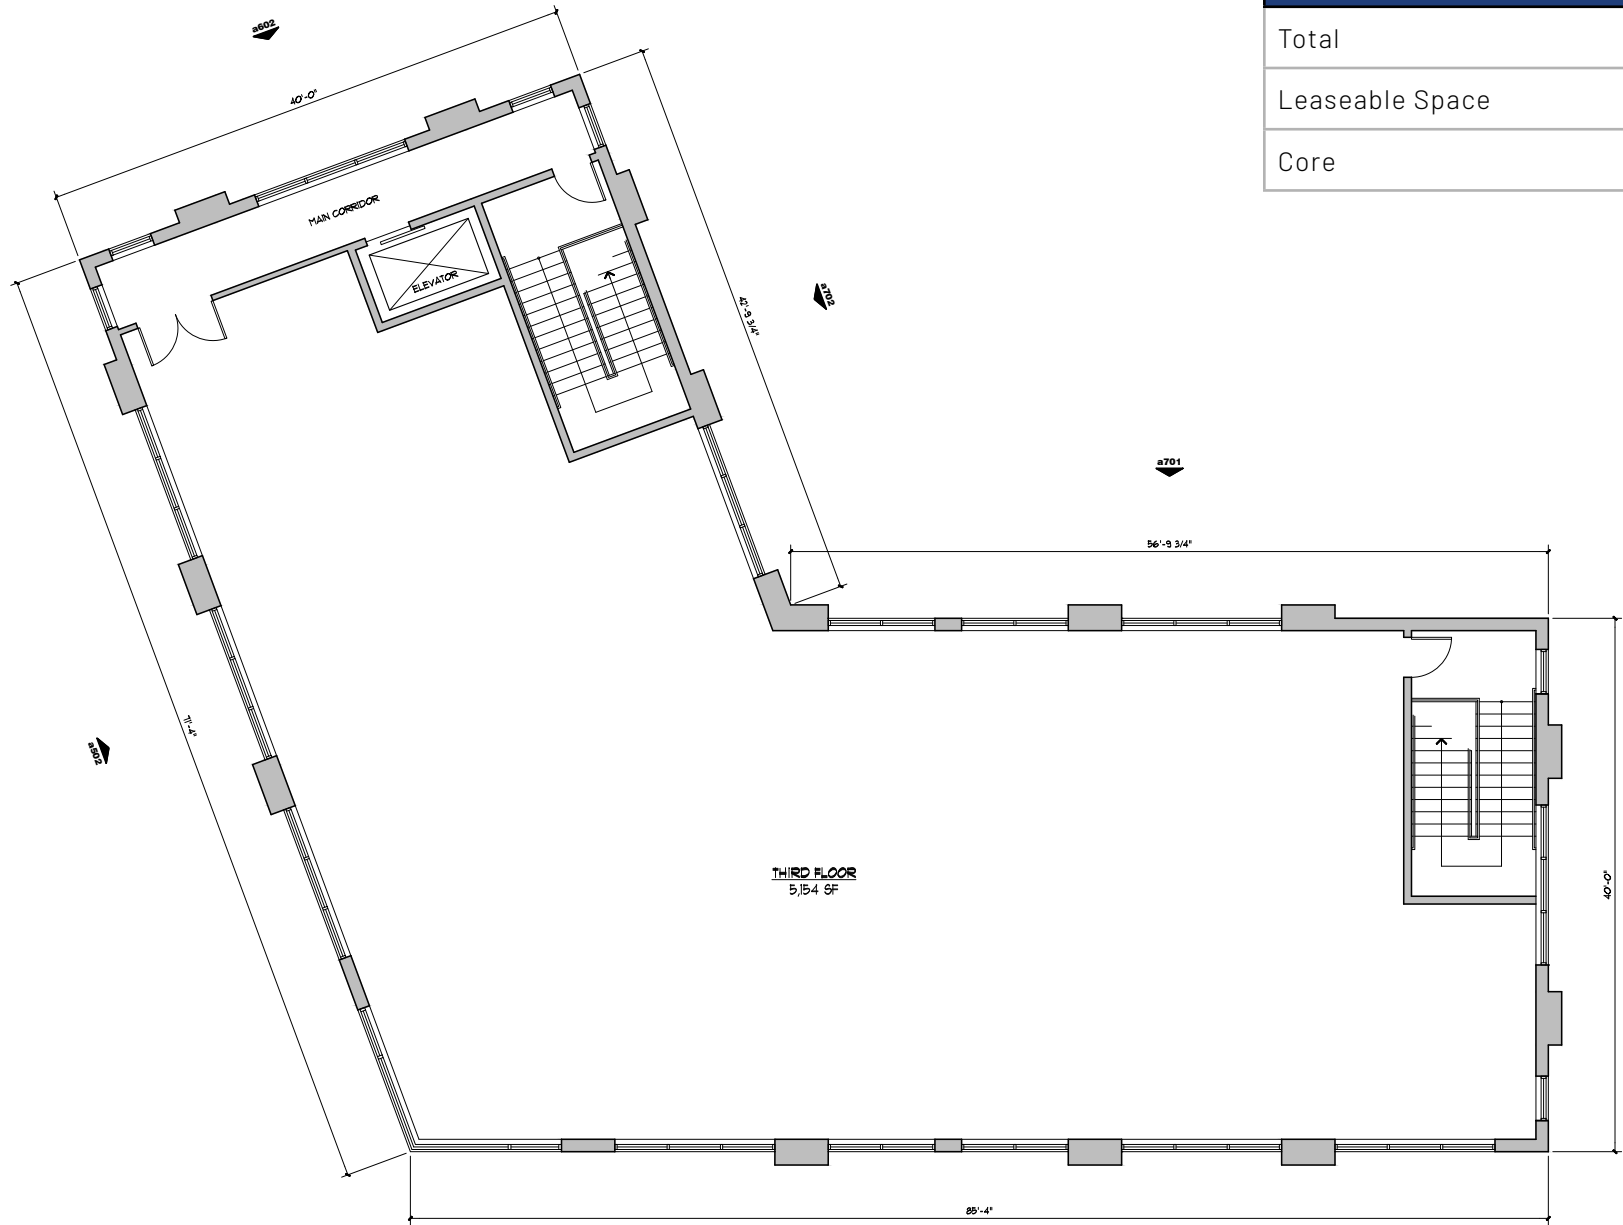 a602
40'-0"
Total
Leaseable Space
Core
MAIN CORRIDOR
ELEVATOR
a702
42'-9 3/4"
a701
56'-9 3/4"
71'-4"
a502
THIRD FLOOR
5,154 SF
40'-0"
85'-4"